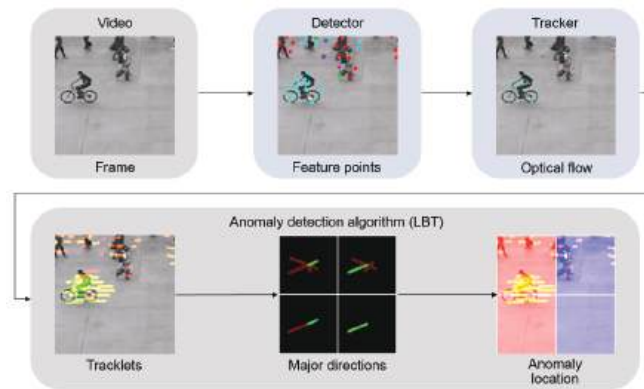 Video
Detector
Tracker
Frame
Feature points
Optical flow
Anomaly detection algorithm (LBT)
Tracklets
Major directions
Anomaly
location